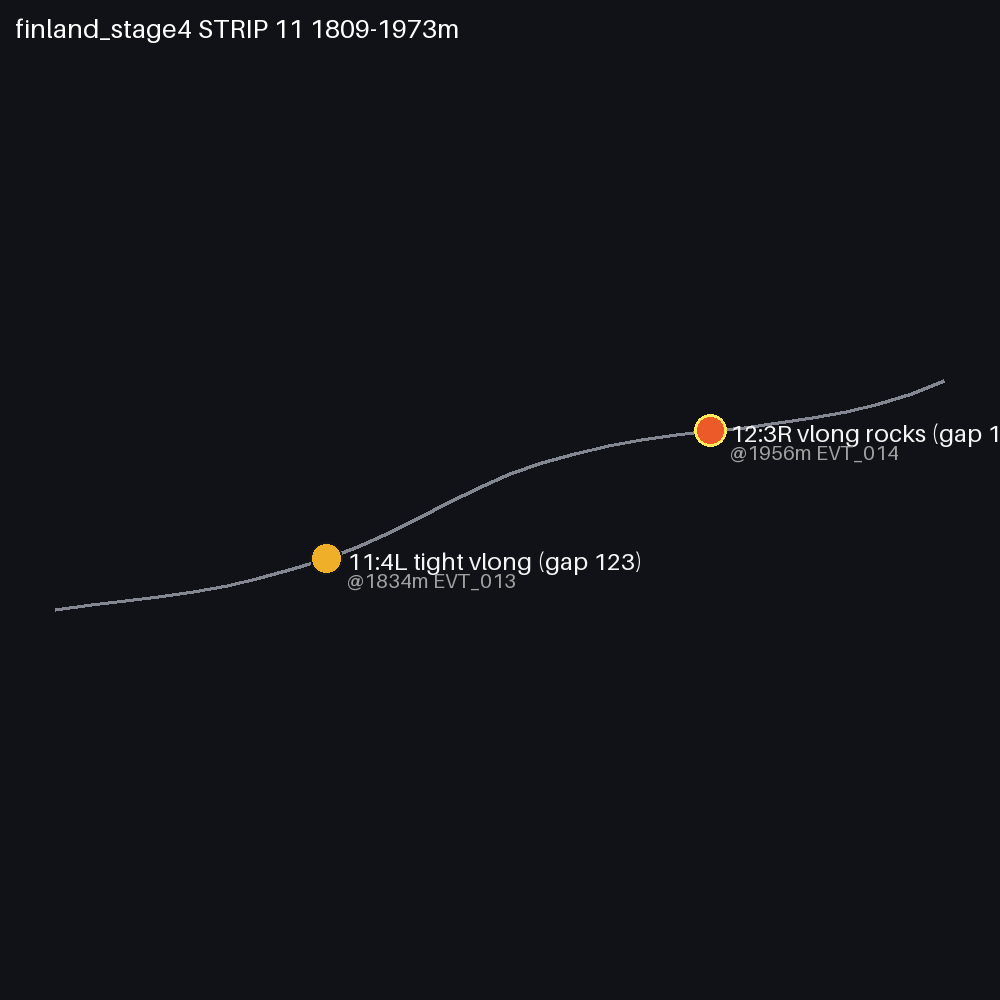 finland_stage4 STRIP 11 1809-1973m
12:3R vlong rocks (gap 1
@1956m EVT_014
11:4L tight vlong (gap 123)
@1834m EVT_013